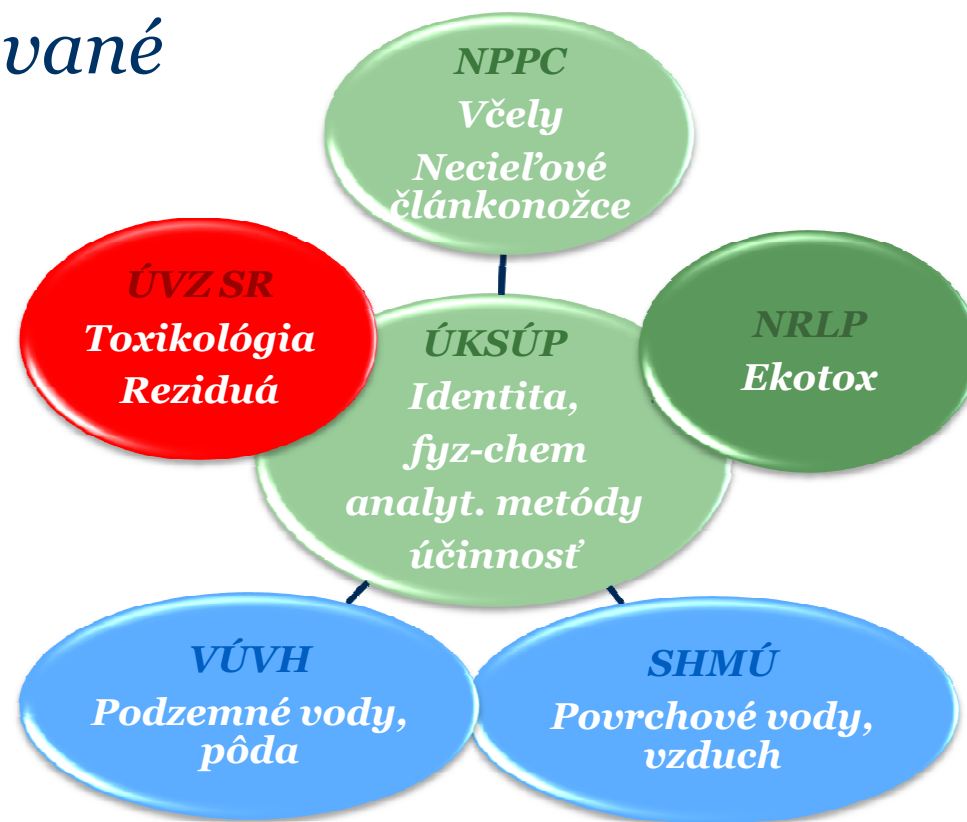 vané
NPPC
Včely
Necieľové
článkonožce
ÚVZ SR
Toxikológia
Reziduá
ÚKSÚP
Identita,
fyz-chem
analyt. metódy
účinnosť
NRLP
Ekotox
VÚVH
Podzemné vody,
pôda
SHMÚ
Povrchové vody,
vzduch